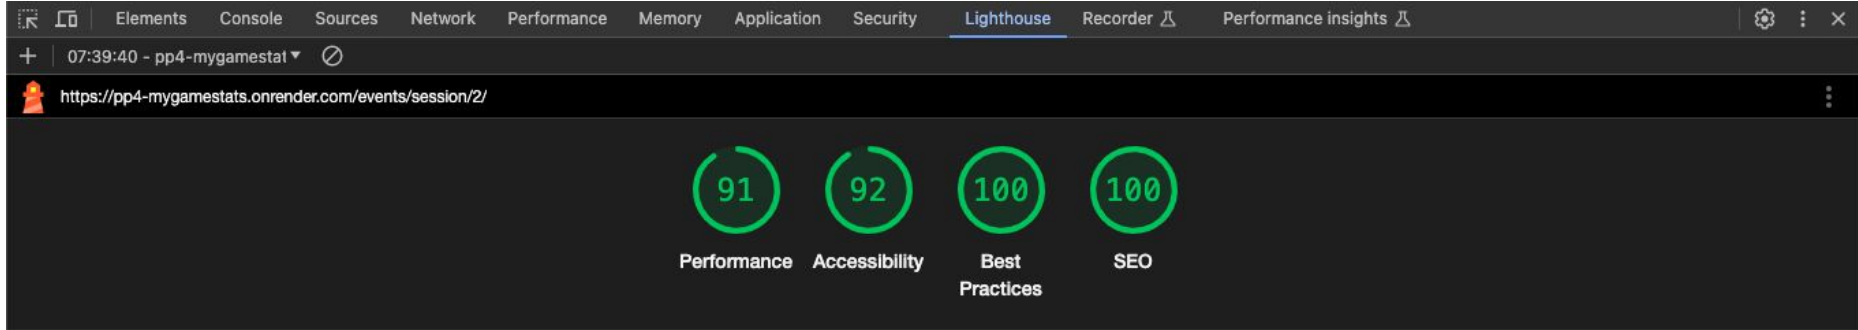 Elements Console Sources Network Performance Memory Application Security Lighthouse Recorder Performance insights
07:39:40 - pp4-mygamestat
https://pp4-mygamestats.onrender.com/events/session/2/
91 92 100 100
Performance Accessibility Best Practices SEO